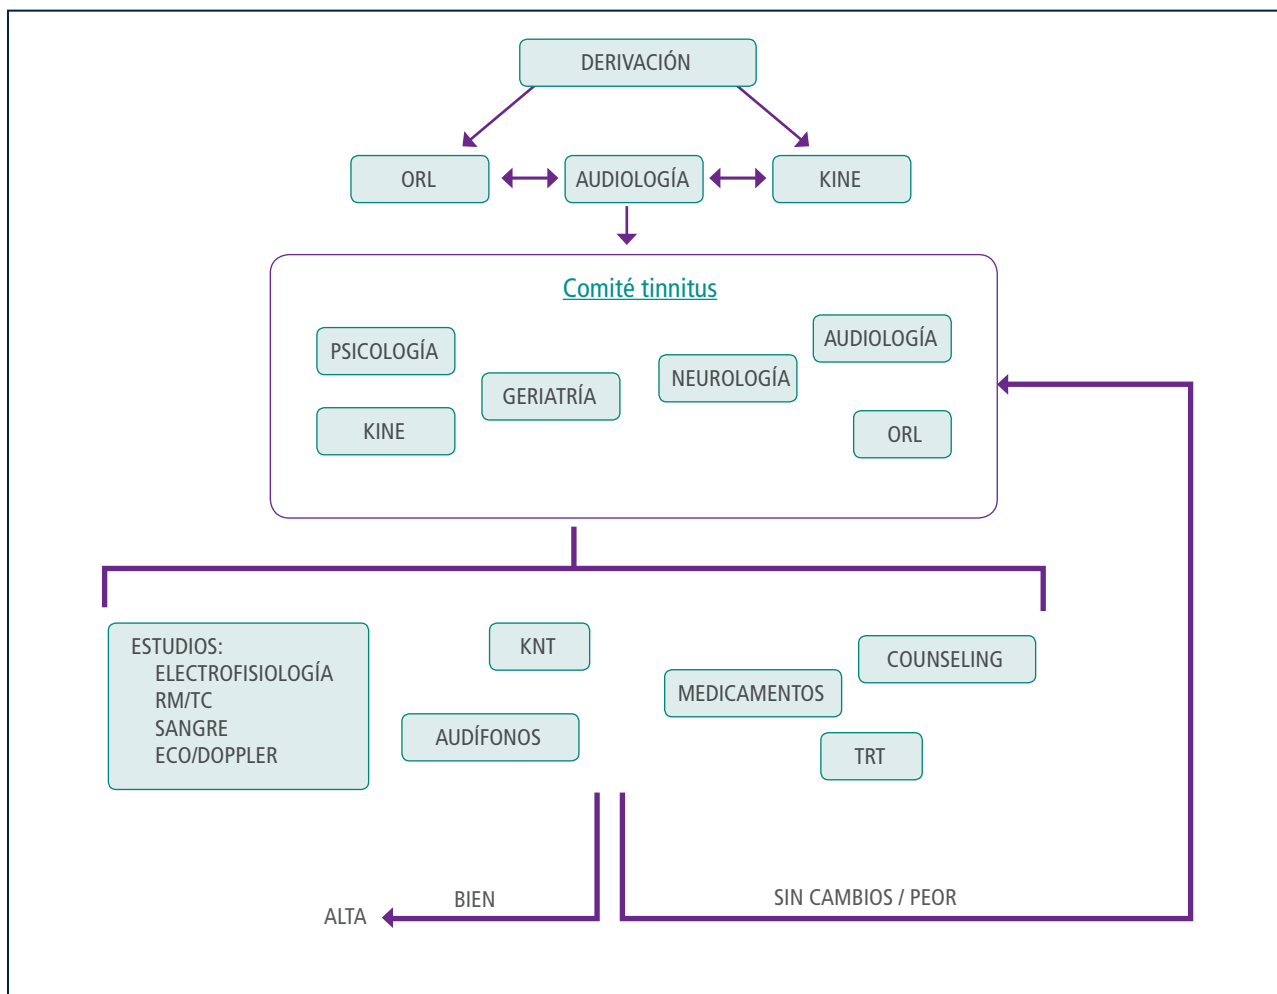 DERIVACIÓN
ORL
AUDIOLOGÍA
KINE
Comité tinnitus
PSICOLOGÍA
GERIATRÍA
NEUROLOGÍA
AUDIOLOGÍA
KINE
ORL
ESTUDIOS:
ELECTROFISIOLOGÍA
RM/TC
SANGRE
ECO/DOPPLER
KNT
AUDÍFONOS
MEDICAMENTOS
COUNSELING
TRT
ALTA
BIEN
SIN CAMBIOS / PEOR